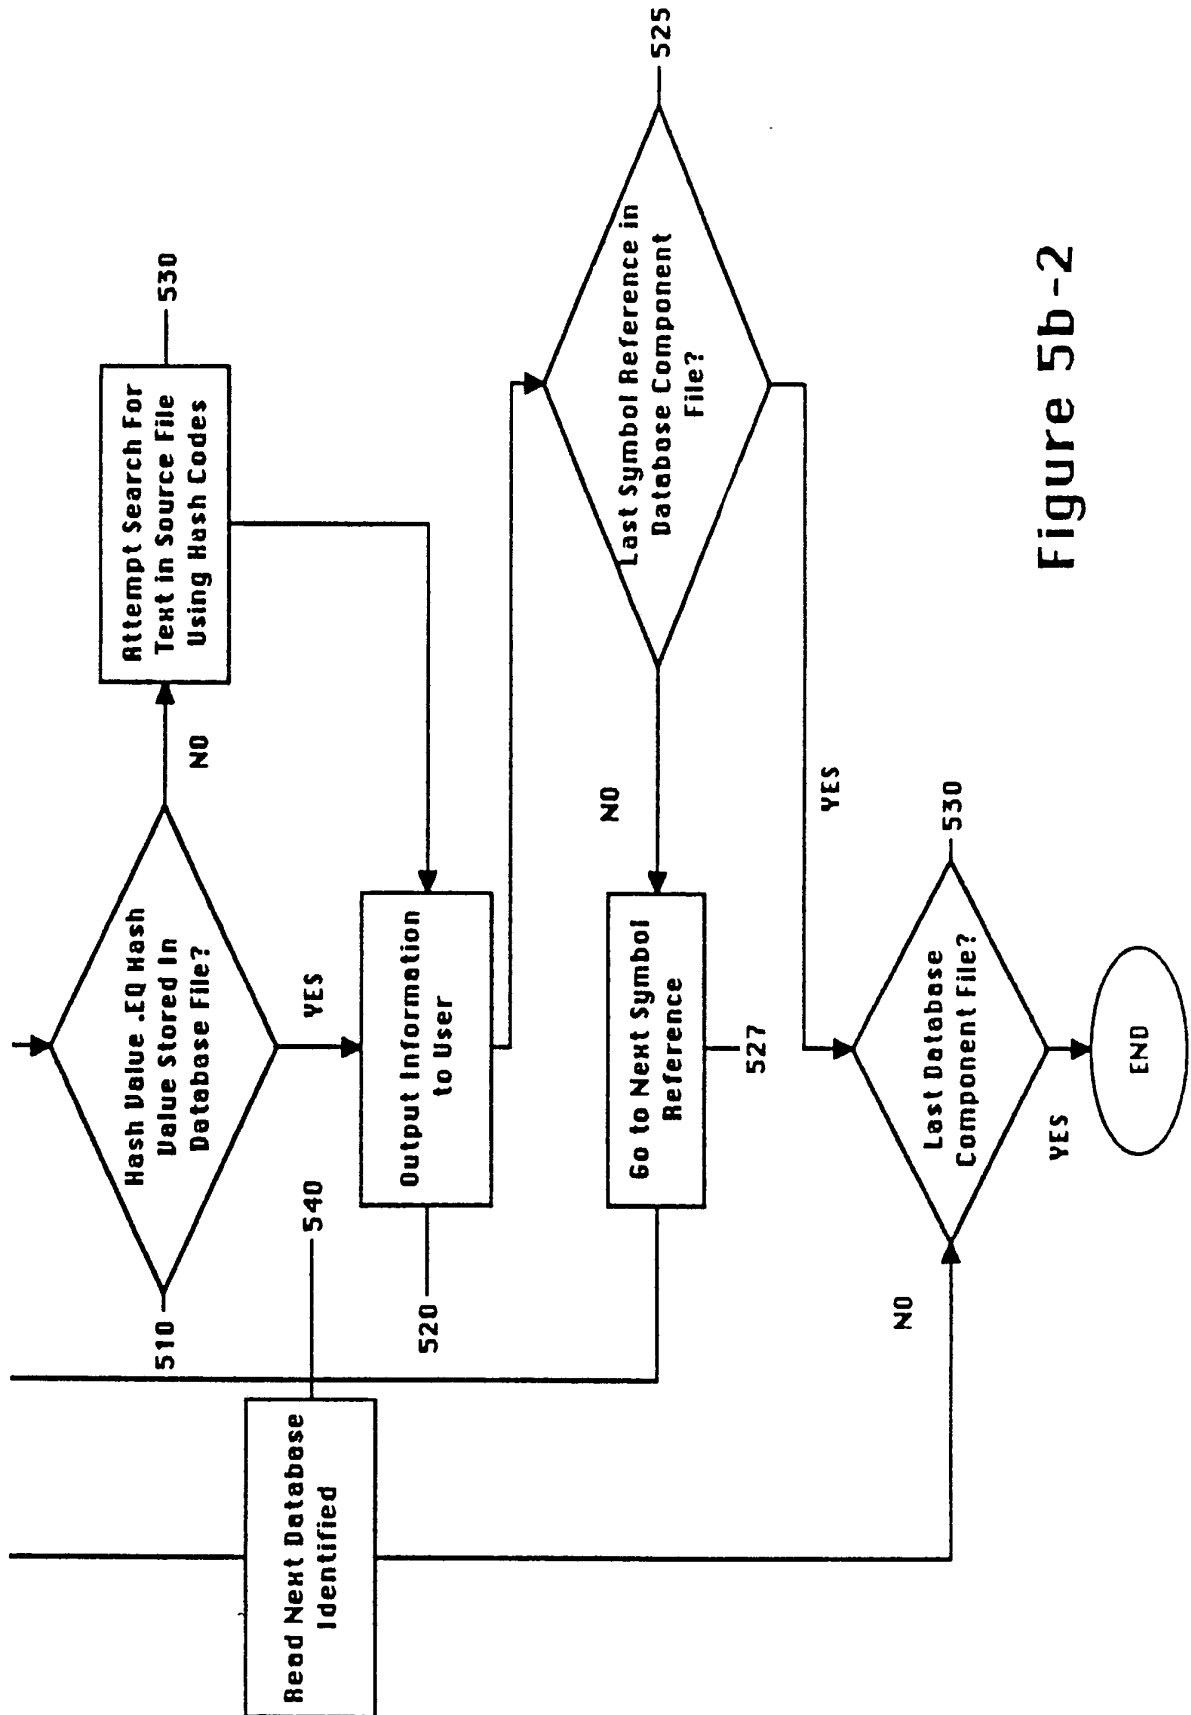 Hash Value .EQ Hash
Value Stored In
Database File?
510
NO
Attempt Search For
Text in Source File
Using Hash Codes
530
Read Next Database
Identified
540
YES
Output Information
to User
520
Last Symbol Reference in
Database Component
File?
525
NO
Go to Next Symbol
Reference
527
YES
Last Database
Component File?
530
NO
YES
END
Figure 5b-2